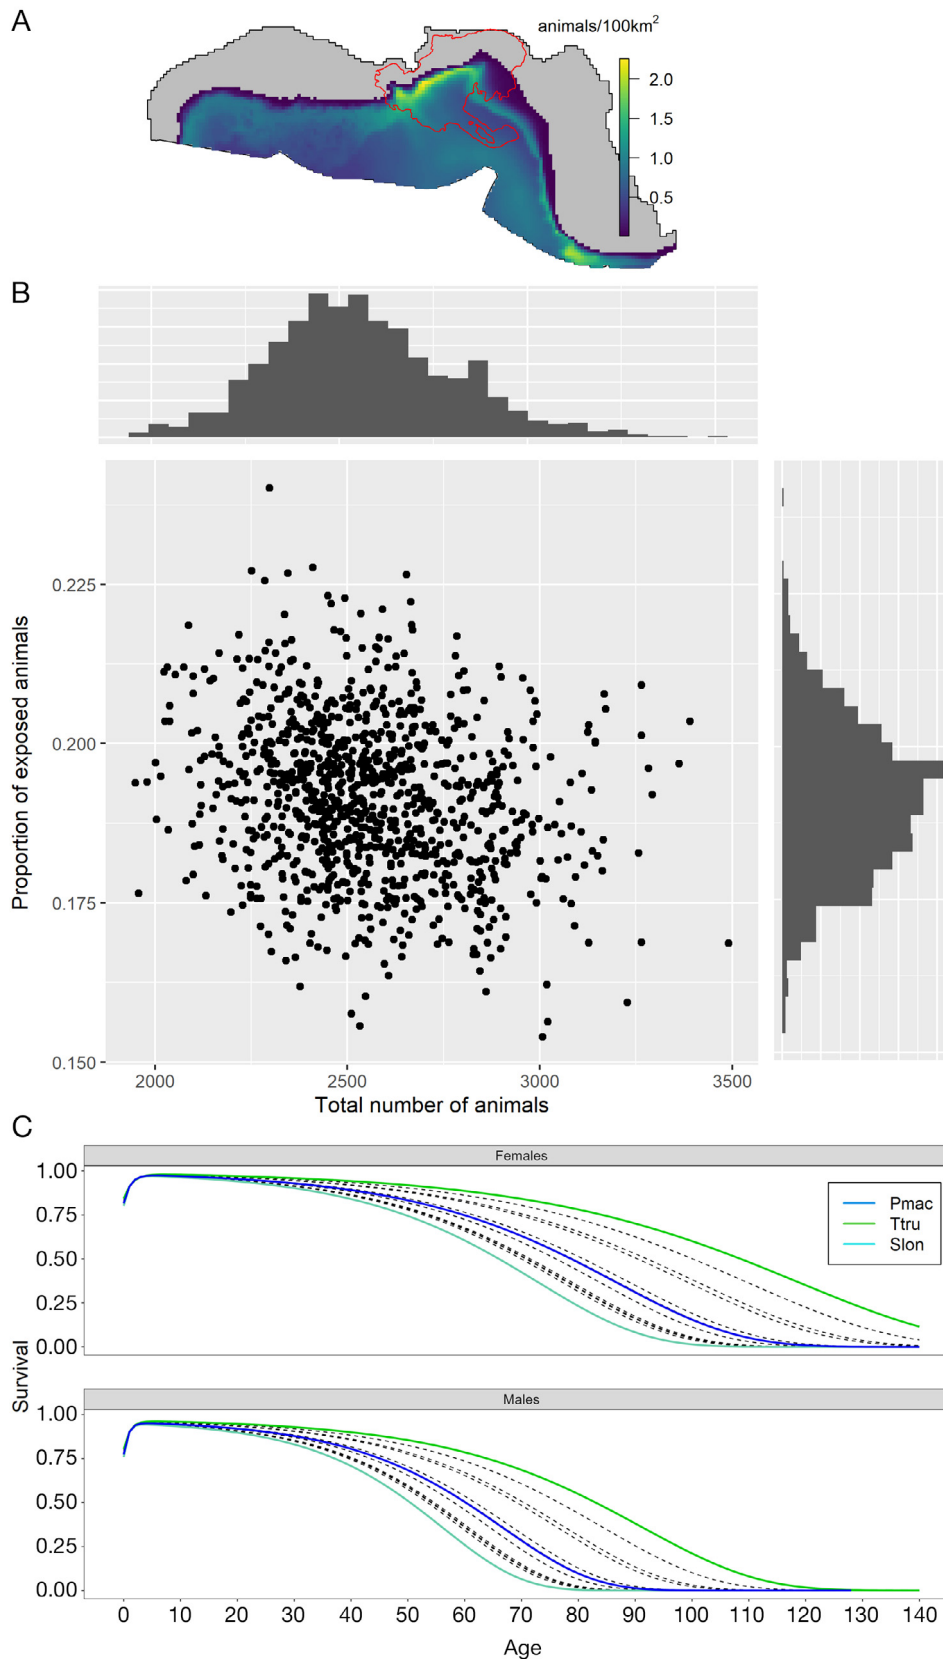 A
animals/100km²
2.0
1.5
1.0
0.5
B
Proportion of exposed animals
0.225
0.200
0.175
0.150
2000 2500 3000 3500
Total number of animals
C
Females
1.00
0.75
0.50
0.25
0.00
Pmac
Ttru
Slon
Survival
Males
1.00
0.75
0.50
0.25
0.00
0 10 20 30 40 50 60 70 80 90 100 110 120 130 140
Age